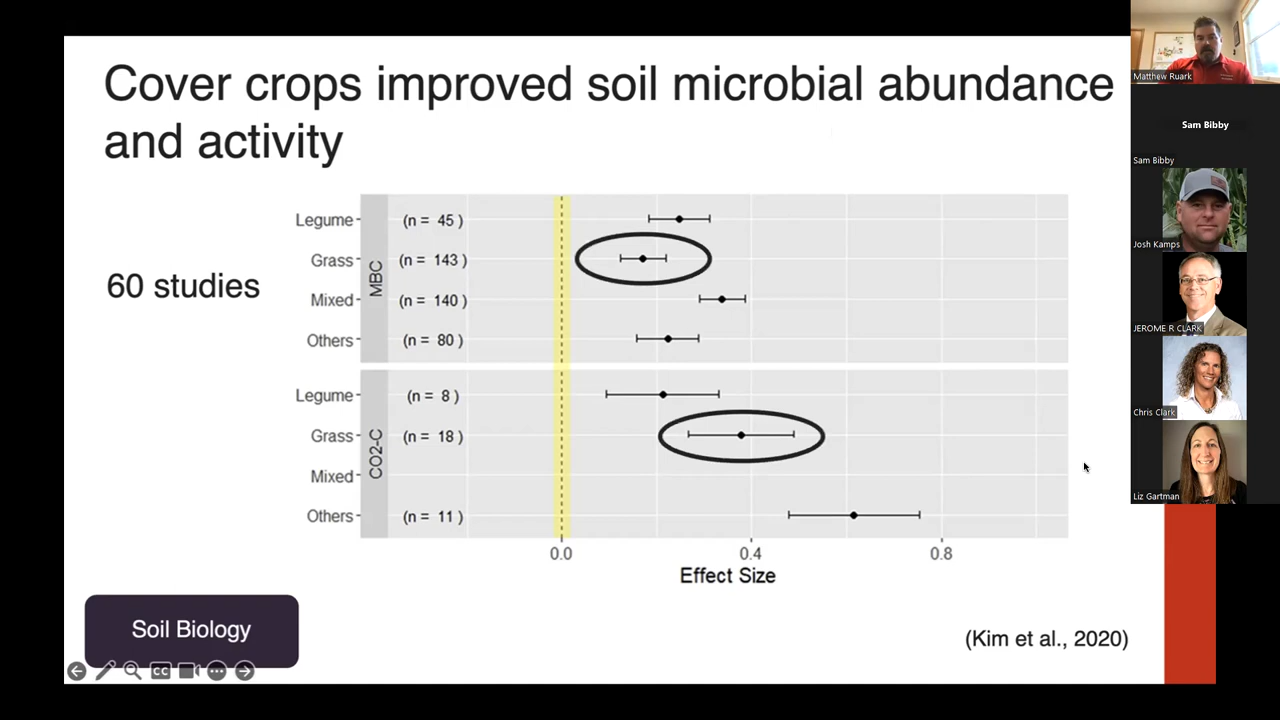 Cover crops improved soil microbial abundance
and activity
60 studies
MBC
Legume (n = 45 )
Grass (n = 143 )
Mixed (n = 140 )
Others (n = 80 )
CO2-C
Legume (n = 8 )
Grass (n = 18 )
Mixed
Others (n = 11 )
0.0 0.4 0.8
Effect Size
Soil Biology
(Kim et al., 2020)
CC
Matthew Ruark
Sam Bibby
Sam Bibby
Josh Kamps
JEROME R CLARK
Chris Clark
Liz Gartman